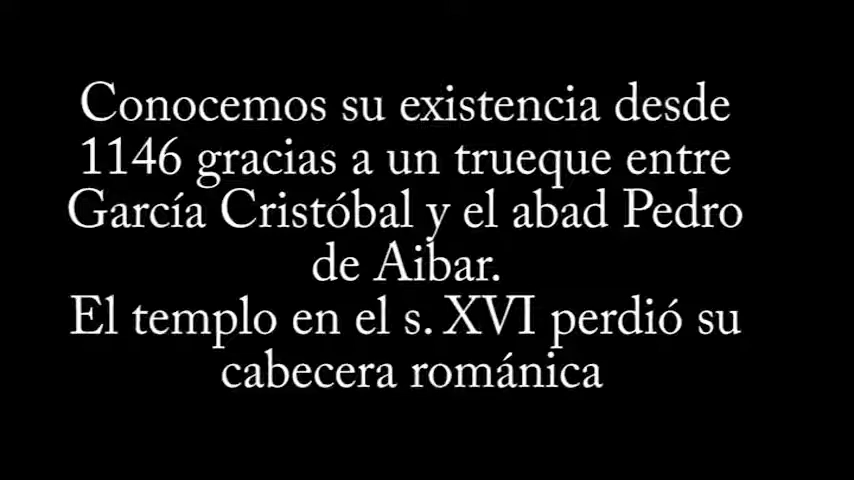 Conocemos su existencia desde
1146 gracias a un trueque entre
García Cristóbal y el abad Pedro
de Aibar.
El templo en el s. XVI perdió su
cabecera románica